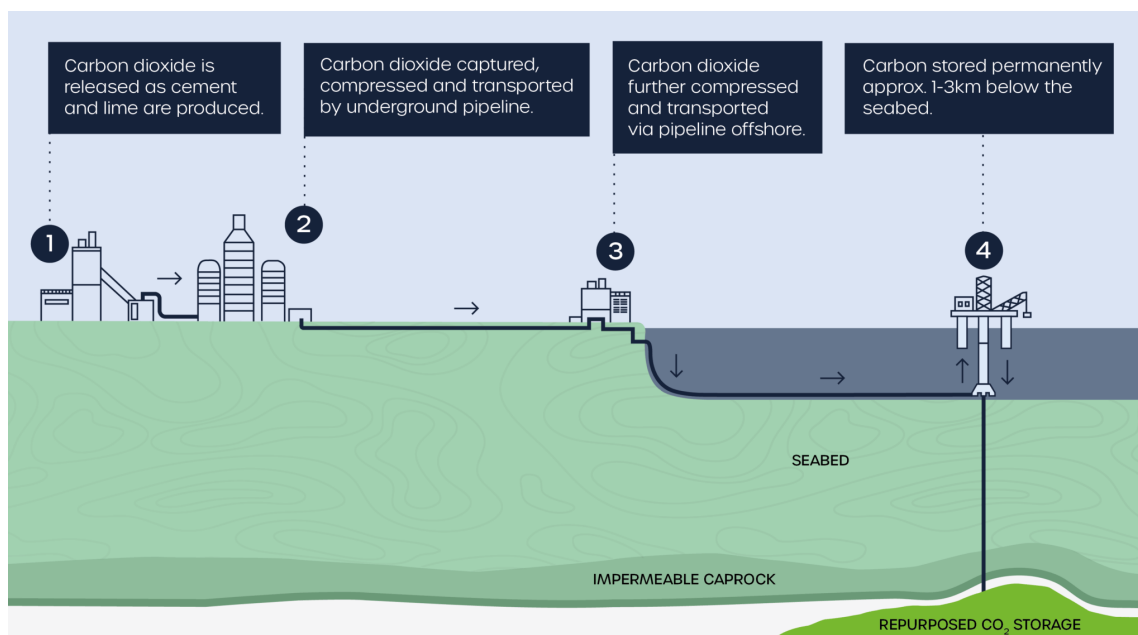 Carbon dioxide is
released as cement
and lime are produced.
Carbon dioxide captured,
compressed and transported
by underground pipeline.
Carbon dioxide
further compressed
and transported
via pipeline offshore.
Carbon stored permanently
approx. 1-3km below the
seabed.
1
2
3
4
SEABED
IMPERMEABLE CAPROCK
REPURPOSED CO₂ STORAGE